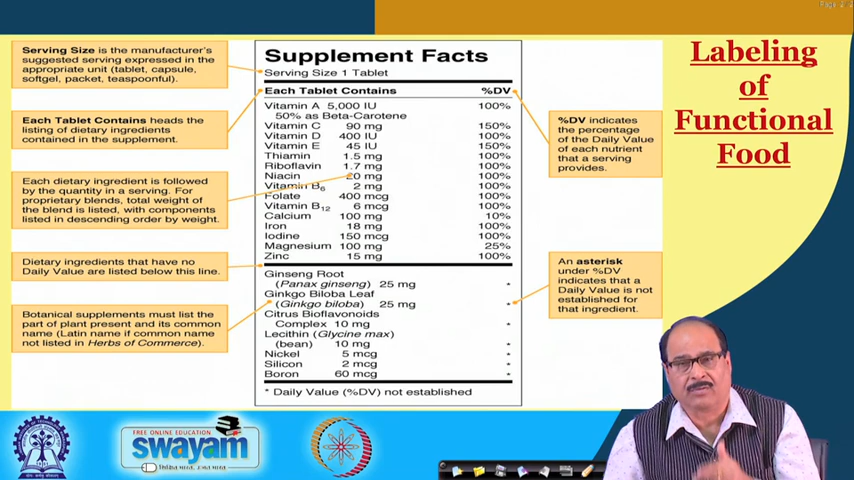 Labeling
of
Functional
Food
Serving Size is the manufacturer's
suggested serving expressed in the
appropriate unit (tablet, capsule,
softgel, packet, teaspoonful).
Each Tablet Contains heads the
listing of dietary ingredients
contained in the supplement.
Each dietary ingredient is followed
by the quantity in a serving. For
proprietary blends, total weight of
the blend is listed, with components
listed in descending order by weight.
Dietary ingredients that have no
Daily Value are listed below this line.
Botanical supplements must list the
part of plant present and its common
name (Latin name if common name
not listed in Herbs of Commerce).
Supplement Facts
Serving Size 1 Tablet
Each Tablet Contains %DV
Vitamin A 5,000 IU 100%
50% as Beta-Carotene
Vitamin C 90 mg 150%
Vitamin D 400 IU 100%
Vitamin E 45 IU 150%
Thiamin 1.5 mg 100%
Riboflavin 1.7 mg 100%
Niacin 20 mg 100%
Vitamin B6 2 mg 100%
Folate 400 mcg 100%
Vitamin B12 6 mcg 100%
Calcium 100 mg 10%
Iron 18 mg 100%
Iodine 150 mcg 100%
Magnesium 100 mg 25%
Zinc 15 mg 100%
Ginseng Root
(Panax ginseng) 25 mg *
Ginkgo Biloba Leaf
(Ginkgo biloba) 25 mg *
Citrus Bioflavonoids
Complex 10 mg *
Lecithin (Glycine max)
(bean) 10 mg *
Nickel 5 mcg *
Silicon 2 mcg *
Boron 60 mcg *
* Daily Value (%DV) not established
%DV indicates
the percentage
of the Daily Value
of each nutrient
that a serving
provides.
An asterisk
under %DV
indicates that a
Daily Value is not
established for
that ingredient.
FREE ONLINE EDUCATION
swayam